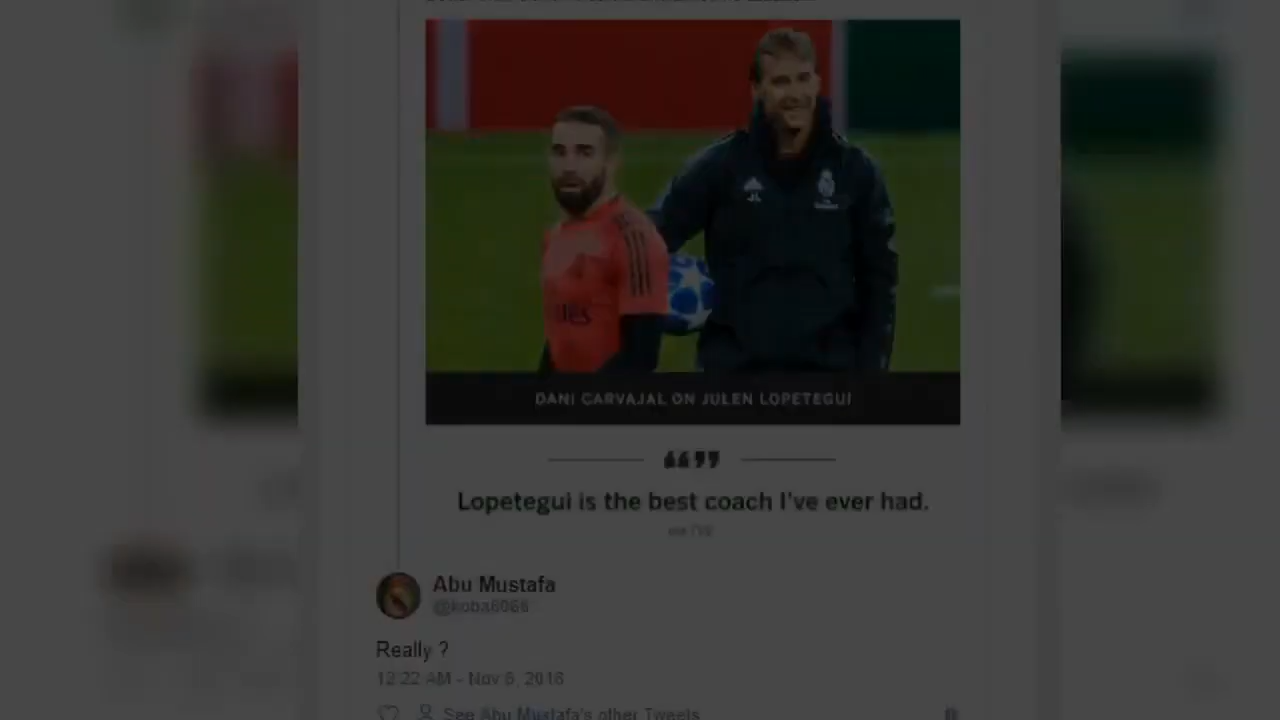 DANI CARVAJAL ON JULEN LOPETEGUI
Lopetegui is the best coach I've ever had.
Abu Mustafa
@koba6066
Really ?
12:22 AM - Nov 6, 2018
See Abu Mustafa's other Tweets